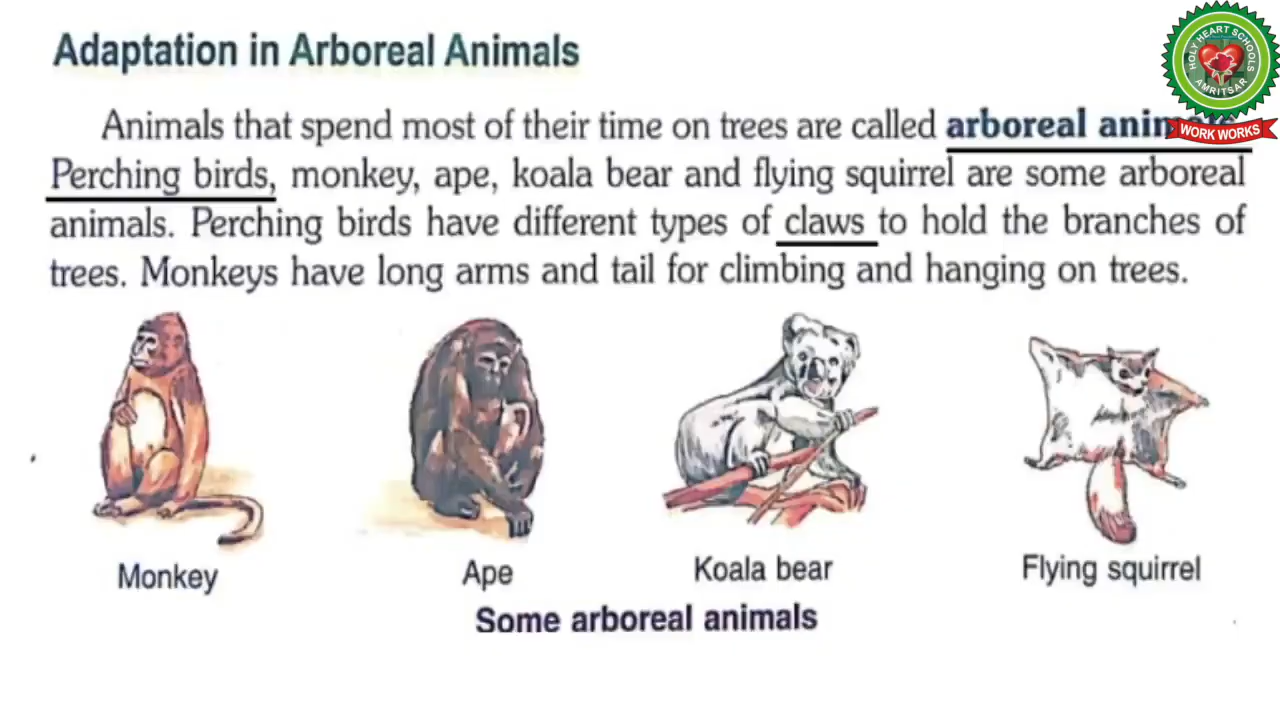 Adaptation in Arboreal Animals
HOLY HEART SCHOOLS
AMRITSAR
WORK WORKS
Animals that spend most of their time on trees are called arboreal
Perching birds, monkey, ape, koala bear and flying squirrel are some arboreal
animals. Perching birds have different types of claws to hold the branches of
trees. Monkeys have long arms and tail for climbing and hanging on trees.
Monkey
Ape
Koala bear
Flying squirrel
Some arboreal animals